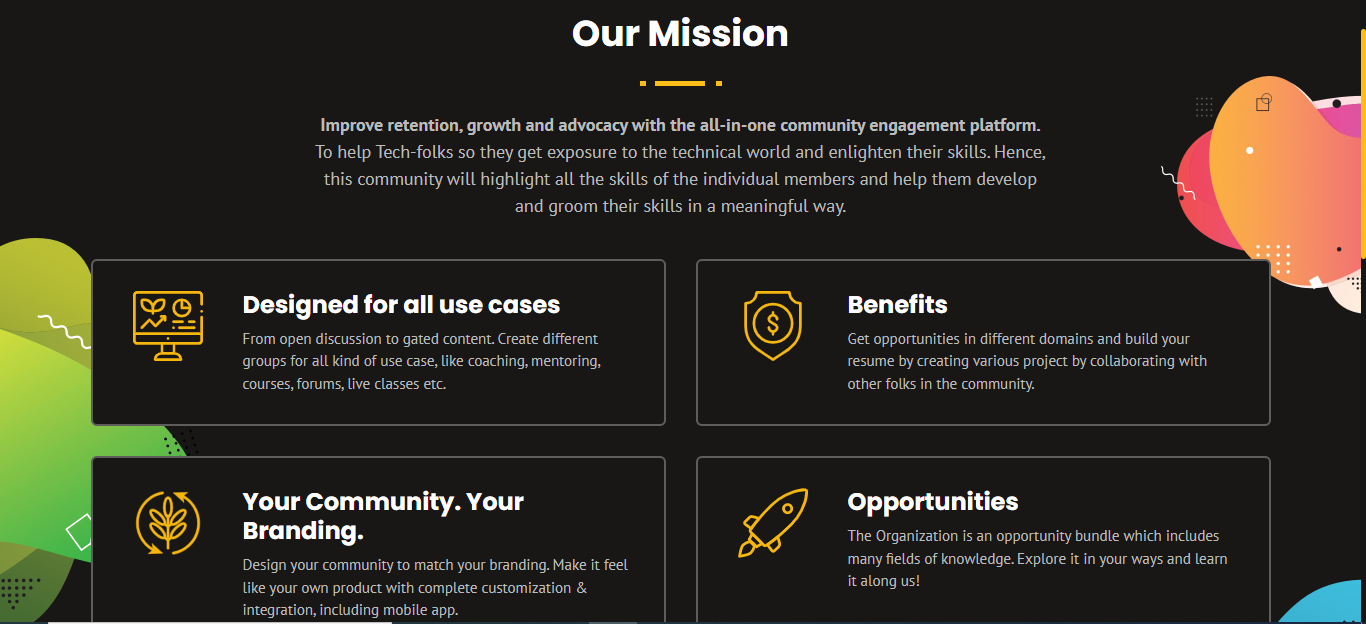 Our Mission
Improve retention, growth and advocacy with the all-in-one community engagement platform.
To help Tech-folks so they get exposure to the technical world and enlighten their skills. Hence,
this community will highlight all the skills of the individual members and help them develop
and groom their skills in a meaningful way.
Designed for all use cases
From open discussion to gated content. Create different
groups for all kind of use case, like coaching, mentoring,
courses, forums, live classes etc.
Benefits
Get opportunities in different domains and build your
resume by creating various project by collaborating with
other folks in the community.
Your Community. Your
Branding.
Design your community to match your branding. Make it feel
like your own product with complete customization &
integration, including mobile app.
Opportunities
The Organization is an opportunity bundle which includes
many fields of knowledge. Explore it in your ways and learn
it along us!